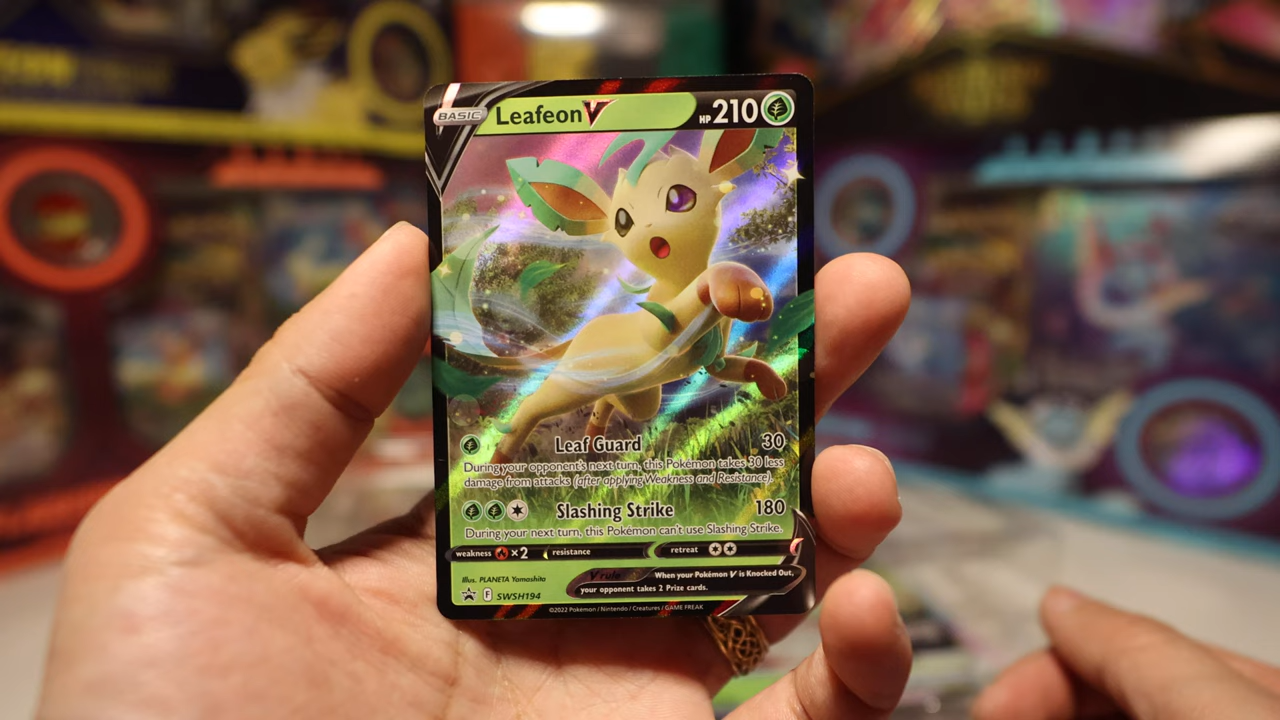 BASIC
Leafeon V
HP 210
Leaf Guard 30
During your opponent's next turn, this Pokémon takes 30 less
damage from attacks (after applying Weakness and Resistance).
Slashing Strike 180
During your next turn, this Pokémon can't use Slashing Strike.
weakness ×2 resistance retreat
Illus. PLANETA Yamashita
V rule When your Pokémon V is Knocked Out,
your opponent takes 2 Prize cards.
F SWSH194
©2022 Pokémon / Nintendo / Creatures / GAME FREAK